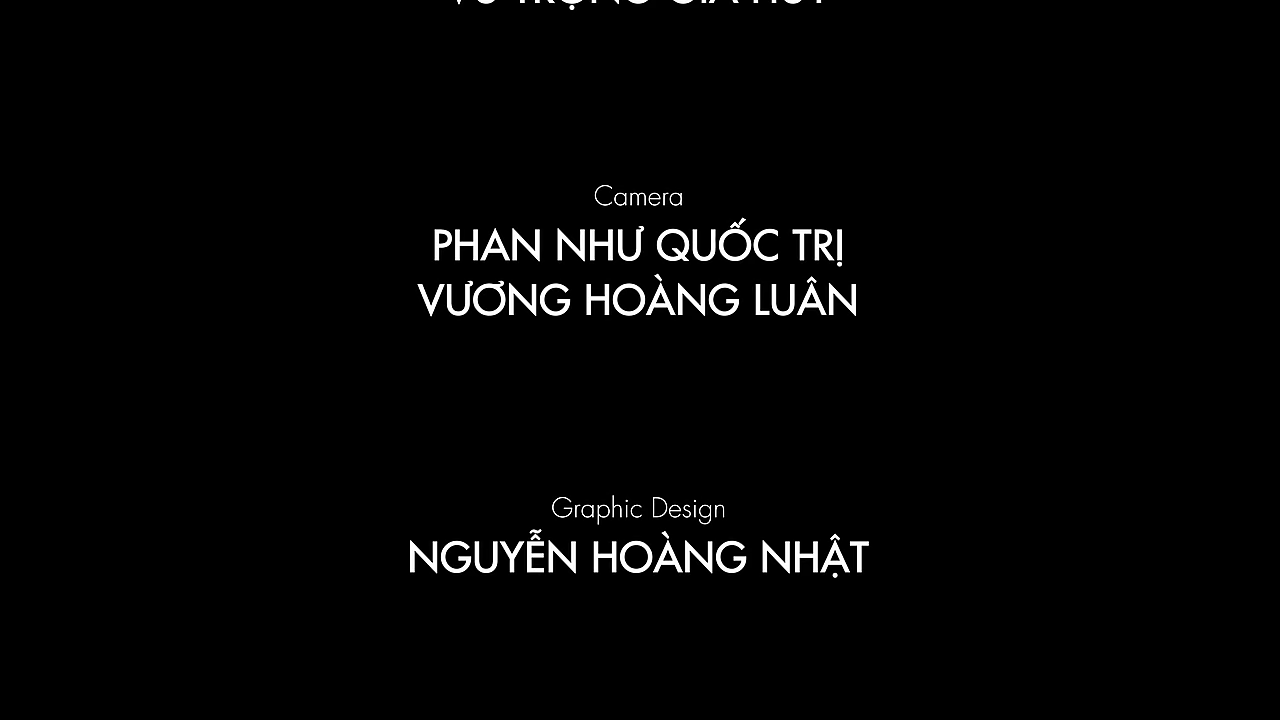 Camera
PHAN NHƯ QUỐC TRỊ
VƯƠNG HOÀNG LUÂN
Graphic Design
NGUYỄN HOÀNG NHẬT